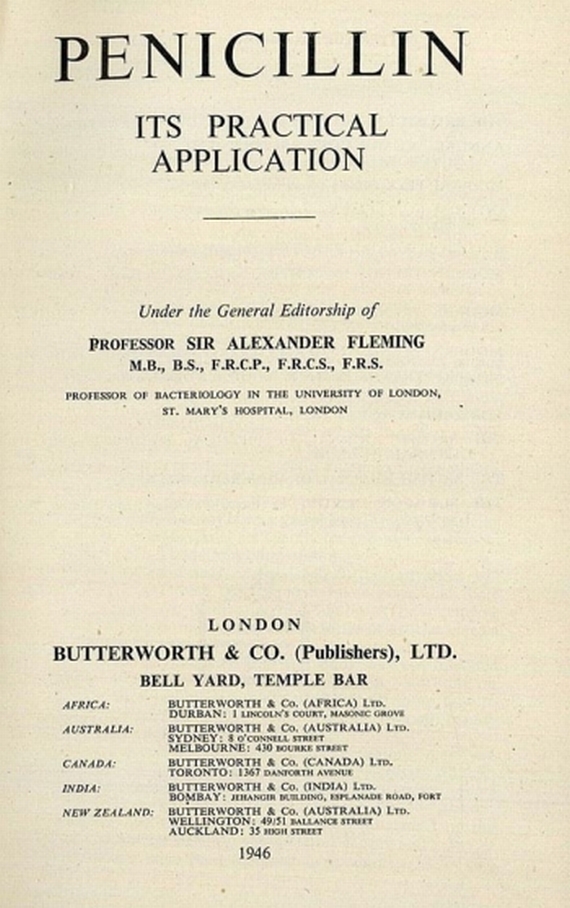 PENICILLIN
ITS PRACTICAL
APPLICATION
Under the General Editorship of
PROFESSOR SIR ALEXANDER FLEMING
M.B., B.S., F.R.C.P., F.R.C.S., F.R.S.
PROFESSOR OF BACTERIOLOGY IN THE UNIVERSITY OF LONDON,
ST. MARY'S HOSPITAL, LONDON
LONDON
BUTTERWORTH & CO. (Publishers), LTD.
BELL YARD, TEMPLE BAR
AFRICA: BUTTERWORTH & Co. (AFRICA) LTD.
DURBAN: 1 LINCOLN'S COURT, MASONIC GROVE
AUSTRALIA: BUTTERWORTH & Co. (AUSTRALIA) LTD.
SYDNEY: 8 O'CONNELL STREET
MELBOURNE: 430 BOURKE STREET
CANADA: BUTTERWORTH & Co. (CANADA) LTD.
TORONTO: 1367 DANFORTH AVENUE
INDIA: BUTTERWORTH & Co. (INDIA) LTD.
BOMBAY: JEHANGIR BUILDING, ESPLANADE ROAD, FORT
NEW ZEALAND: BUTTERWORTH & Co. (AUSTRALIA) LTD.
WELLINGTON: 49/51 BALLANCE STREET
AUCKLAND: 35 HIGH STREET
1946